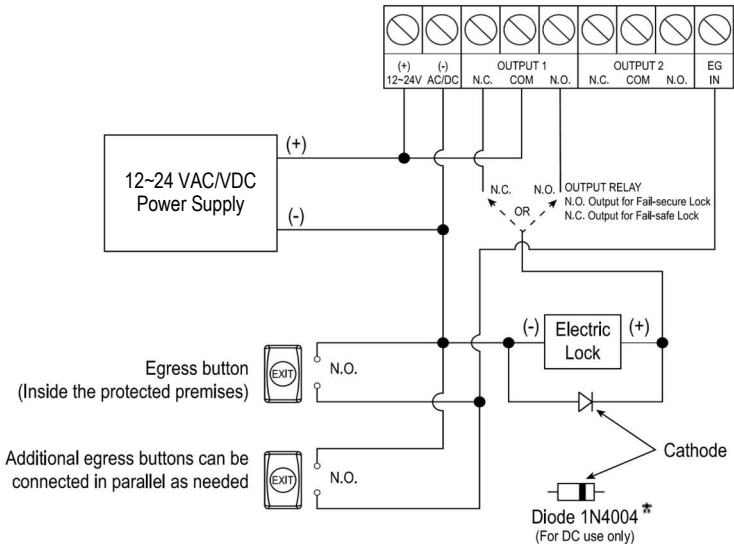 (+) (-) OUTPUT 1 OUTPUT 2 EG
12~24V AC/DC N.C. COM N.O. N.C. COM N.O. IN
(+)
12~24 VAC/VDC
Power Supply
(-)
N.C. OR N.O.
OUTPUT RELAY
N.O. Output for Fail-secure Lock
N.C. Output for Fail-safe Lock
(-) Electric (+)
Lock
Egress button
(Inside the protected premises)
EXIT
N.O.
Additional egress buttons can be
connected in parallel as needed
EXIT
N.O.
Cathode
Diode 1N4004 *
(For DC use only)